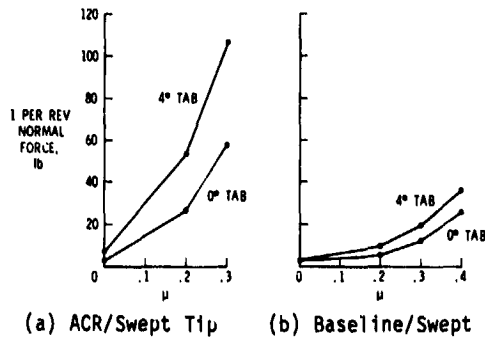 120
100
80
60
40
20
1 PER REV
NORMAL
FORCE,
lb
4° TAB
0° TAB
0 .1 .2 .3
μ
4° TAB
0° TAB
0 .1 .2 .3 .4
μ
(a) ACR/Swept Tip (b) Baseline/Swept